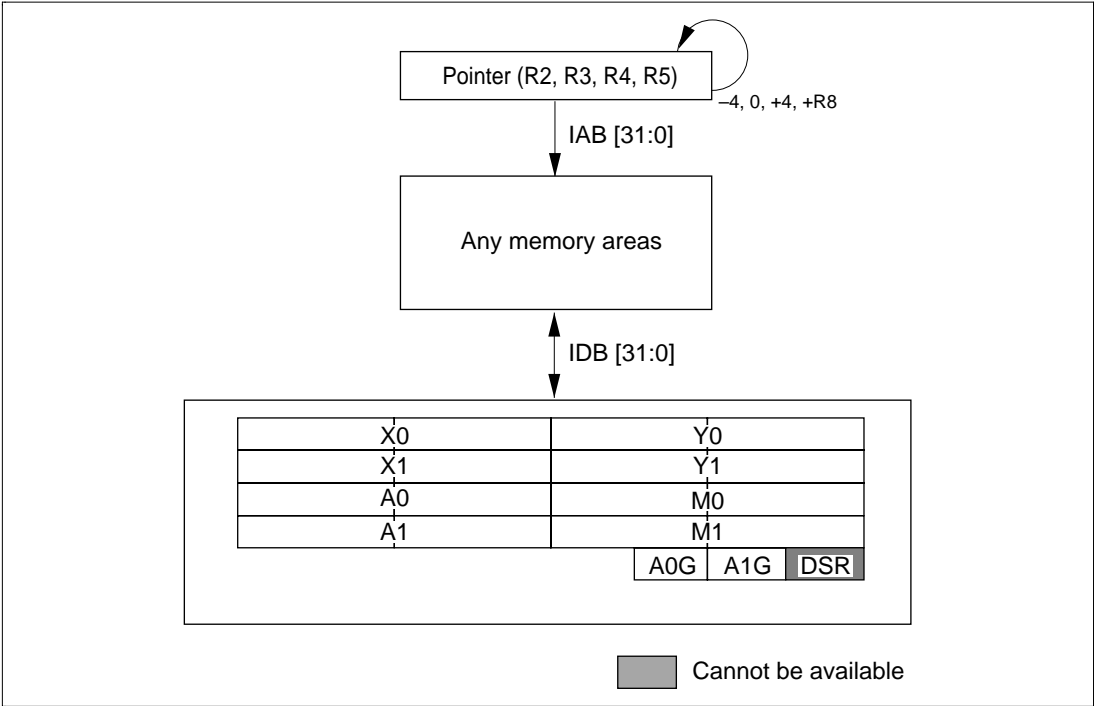 Pointer (R2, R3, R4, R5)
–4, 0, +4, +R8
IAB [31:0]
Any memory areas
IDB [31:0]
X0 Y0
X1 Y1
A0 M0
A1 M1
A0G A1G DSR
Cannot be available